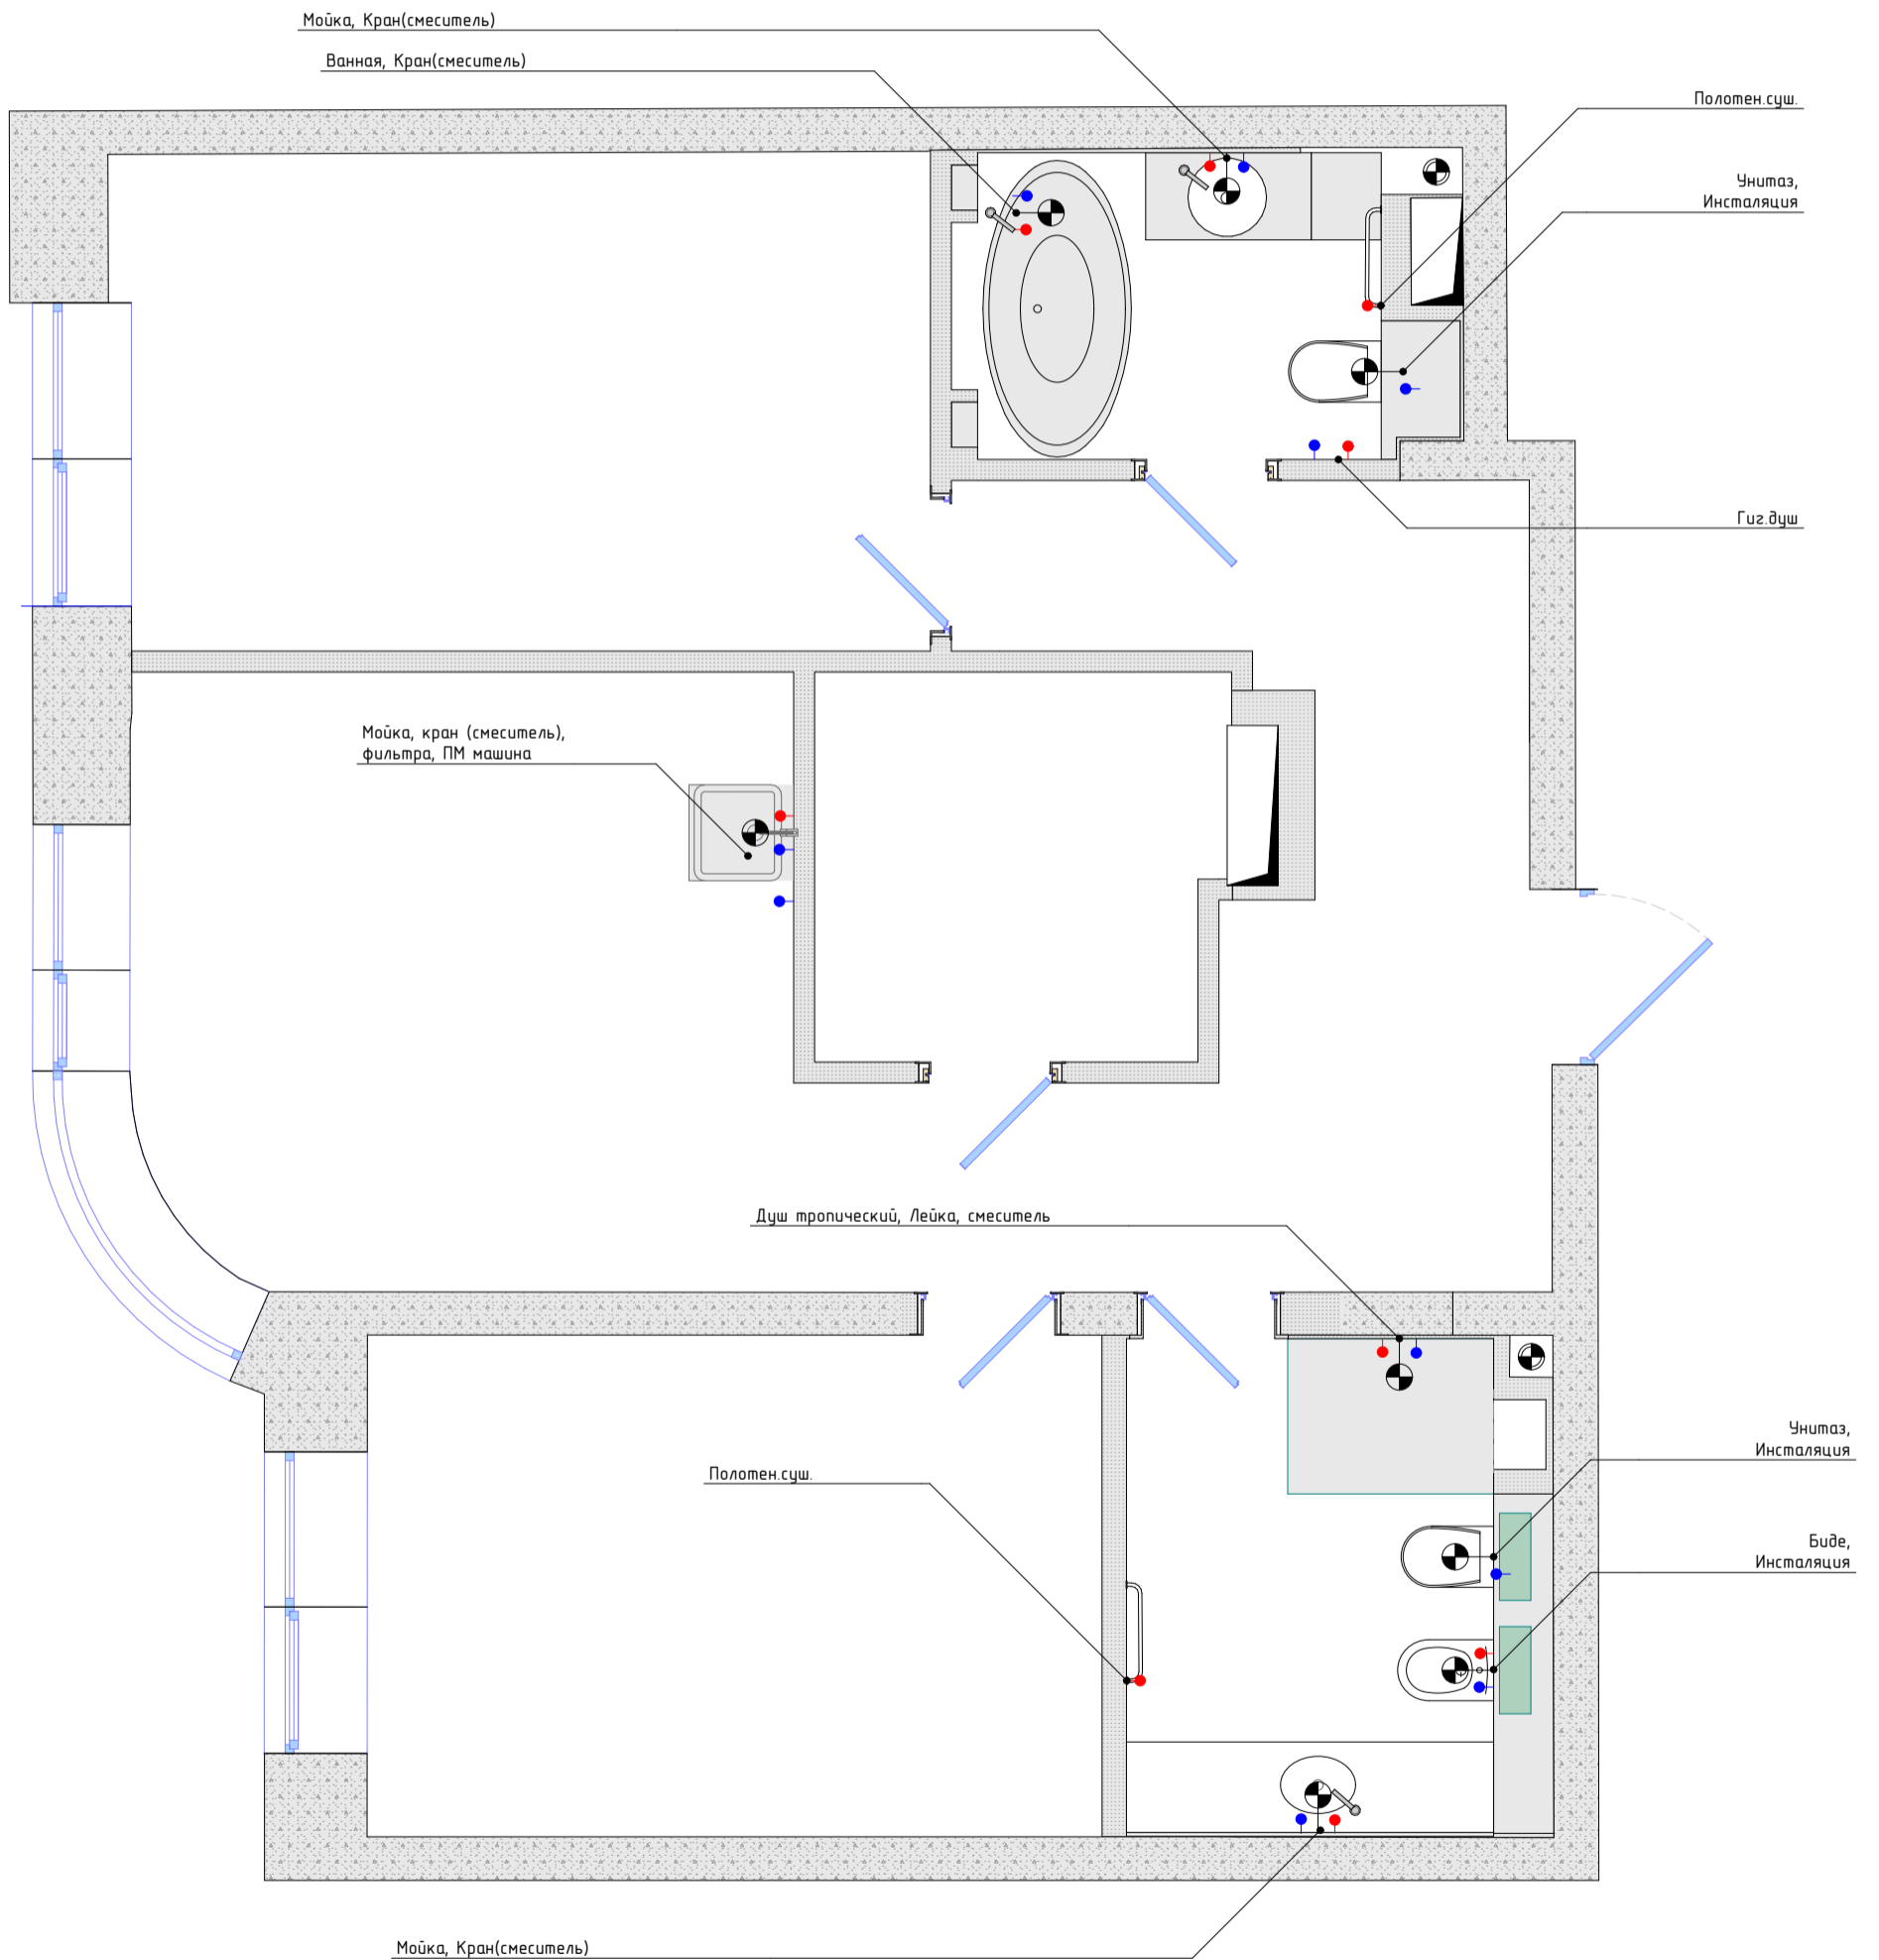 Мойка, Кран(смеситель)
Ванная, Кран(смеситель)
Полотен.суш.
Унитаз,
Инсталяция
Гиг.душ
Мойка, кран (смеситель),
фильтра, ПМ машина
Душ тропический, Лейка, смеситель
Унитаз,
Инсталяция
Полотен.суш.
Биде,
Инсталяция
Мойка, Кран(смеситель)